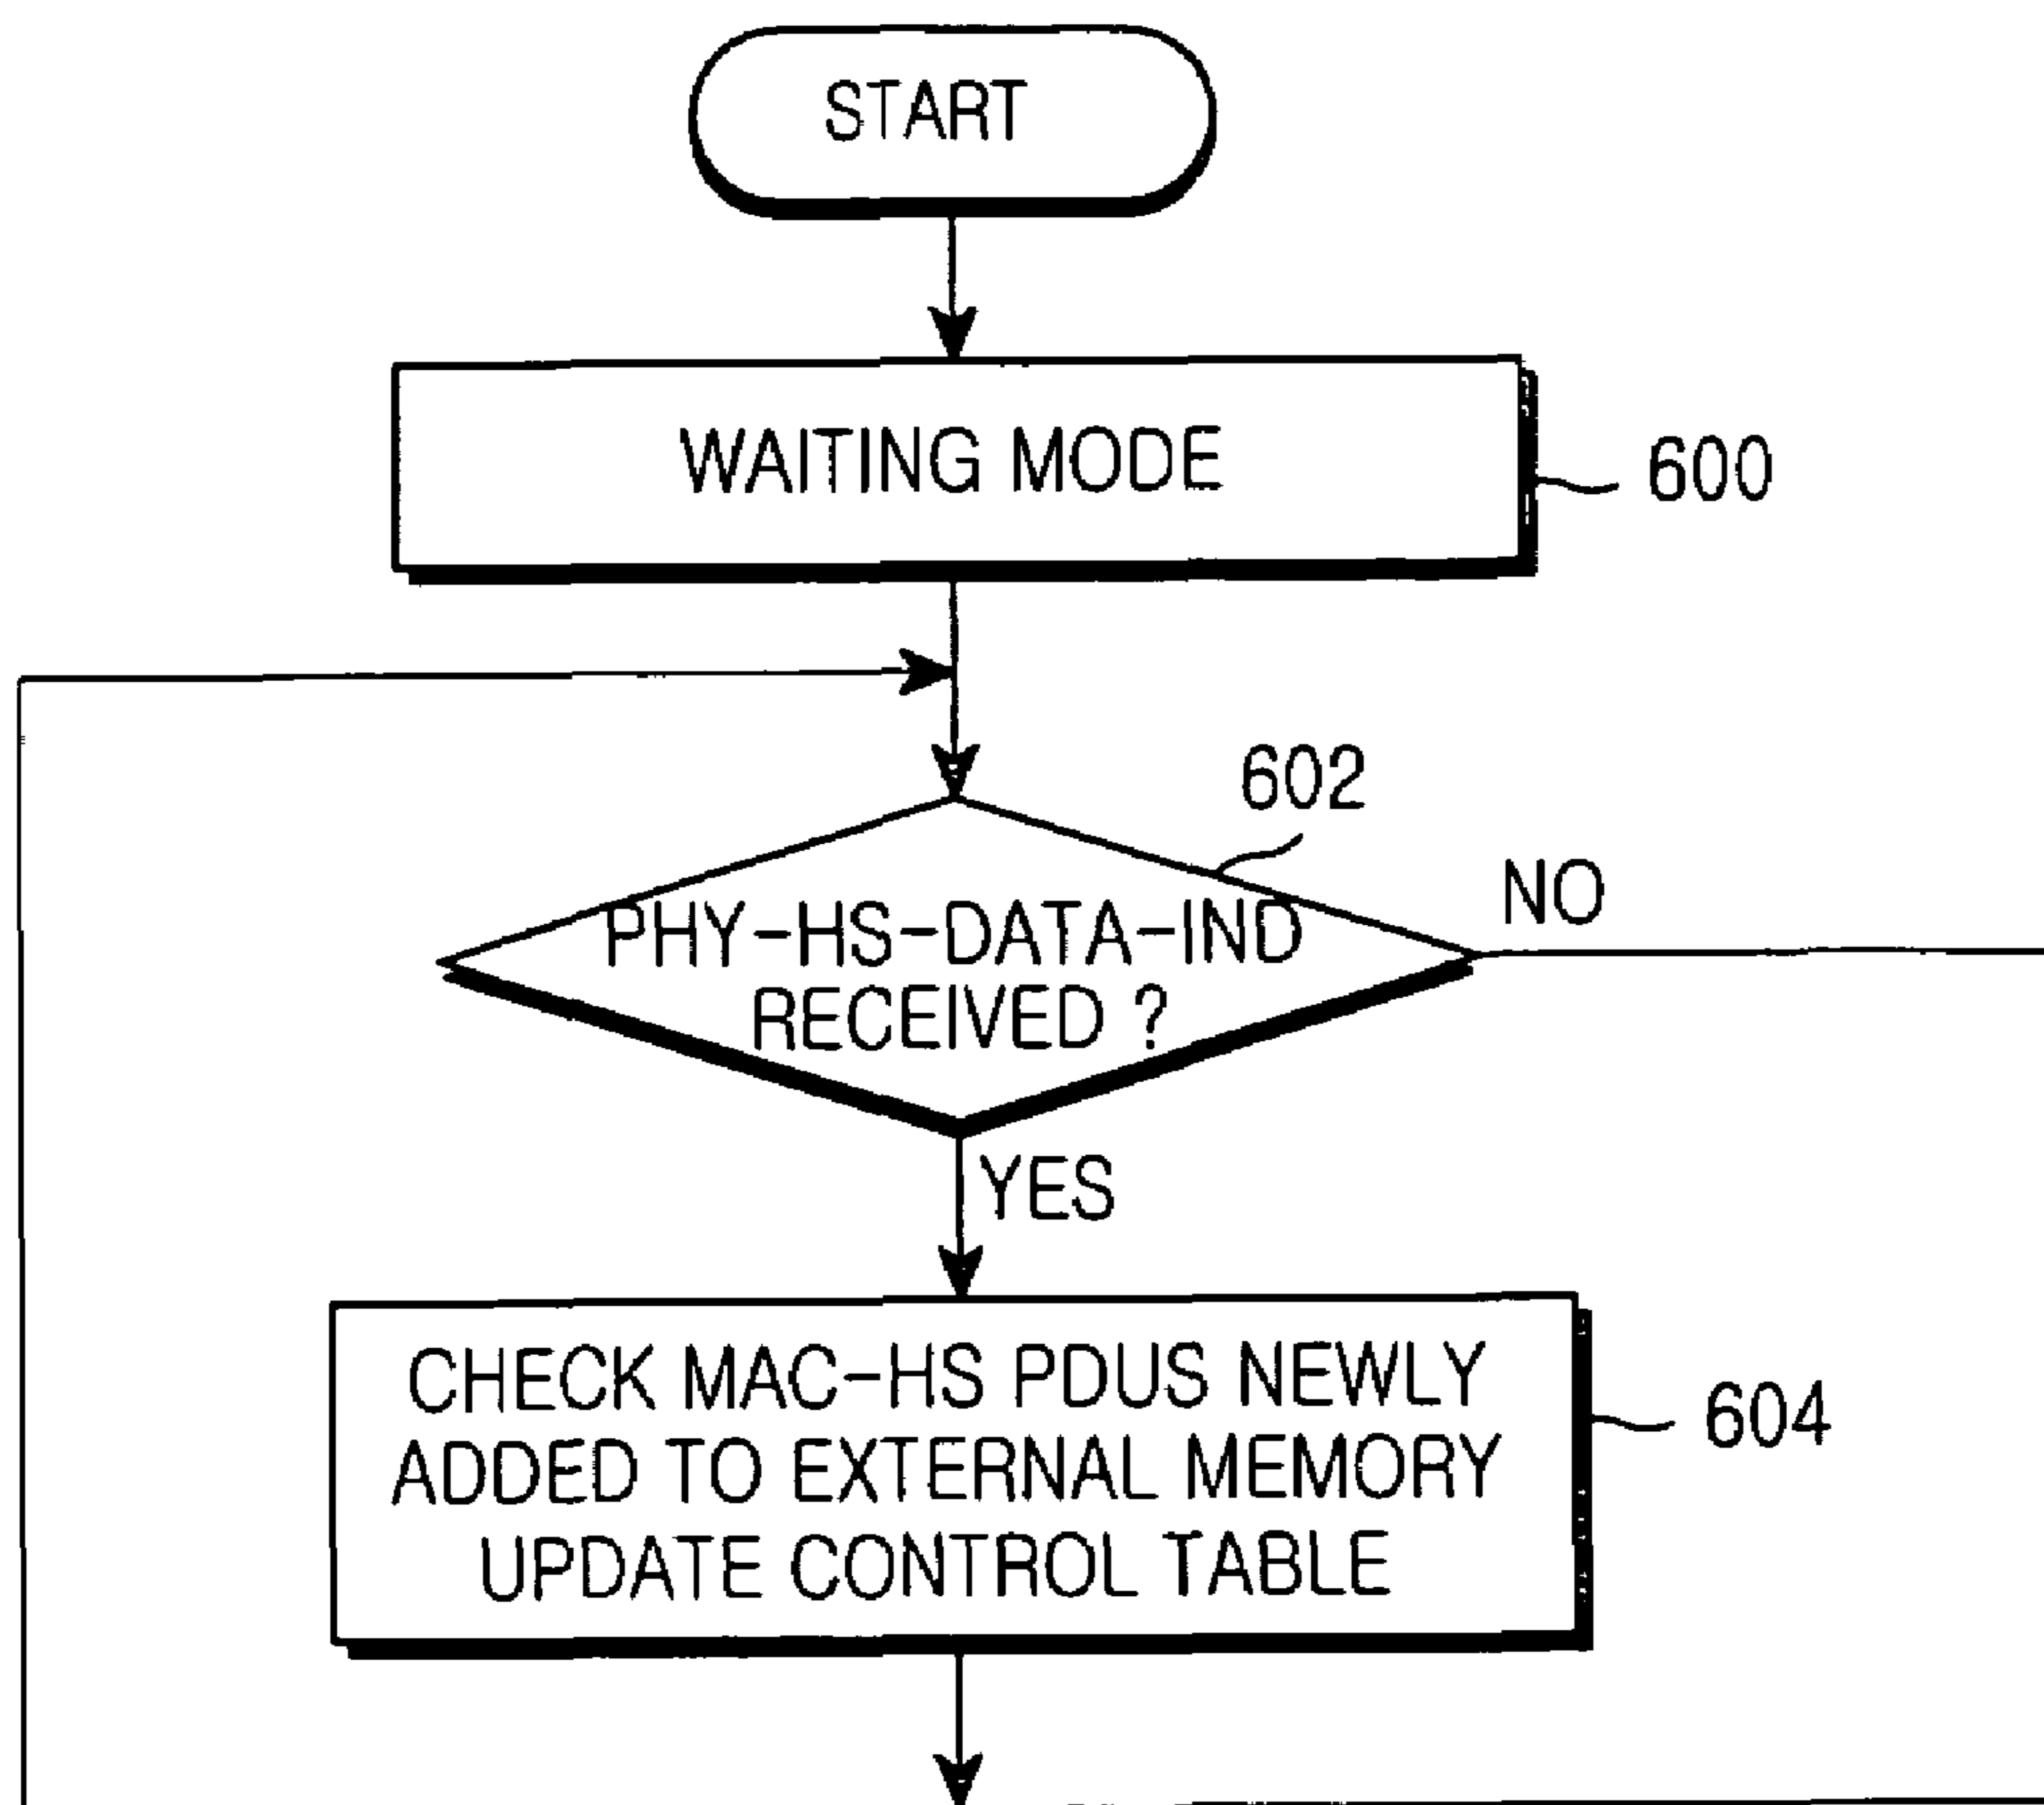 START
WAITING MODE
600
602
NO
PHY-HS-DATA-IND
RECEIVED ?
YES
CHECK MAC-HS PDUS NEWLY
ADDED TO EXTERNAL MEMORY
UPDATE CONTROL TABLE
604